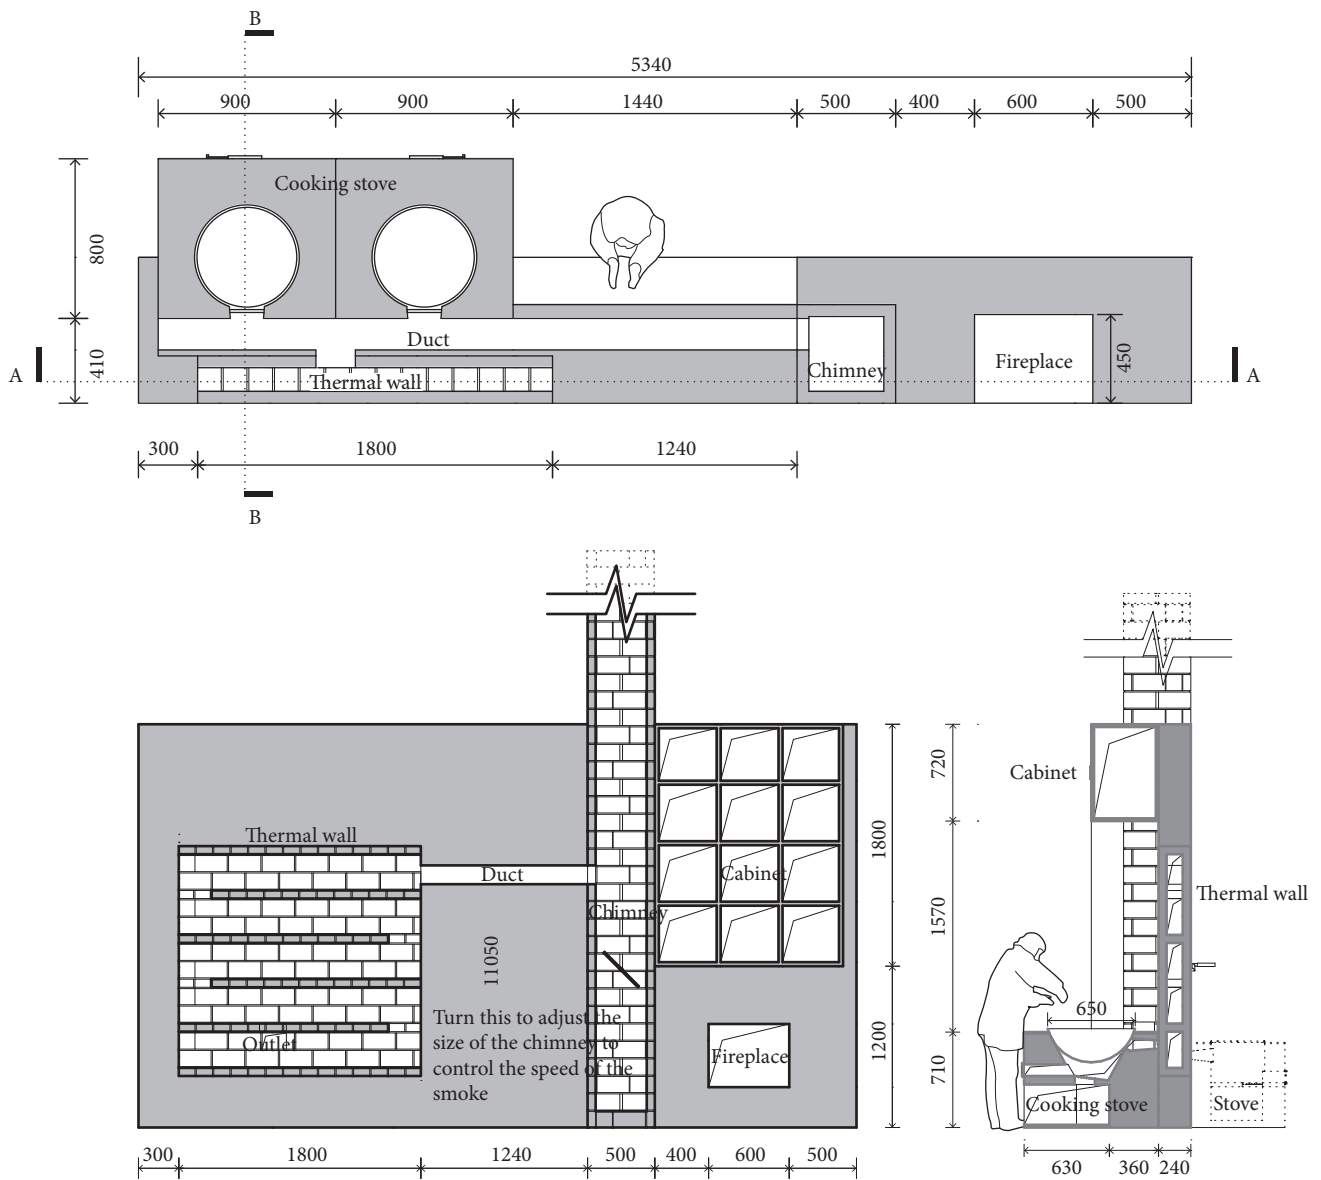 B
5340
900 900 1440 500 400 600 500
Cooking stove
800
Duct
410
450
A
Thermal wall
Chimney
Fireplace
A
300 1800 1240
B
Thermal wall
Duct
Chimney
Cabinet
11050
Outlet
Turn this to adjust the
size of the chimney to
control the speed of the
smoke
Fireplace
1800
1200
300 1800 1240 500 400 600 500
720
1570
710
Cabinet
Thermal wall
650
Cooking stove
Stove
630 360 240